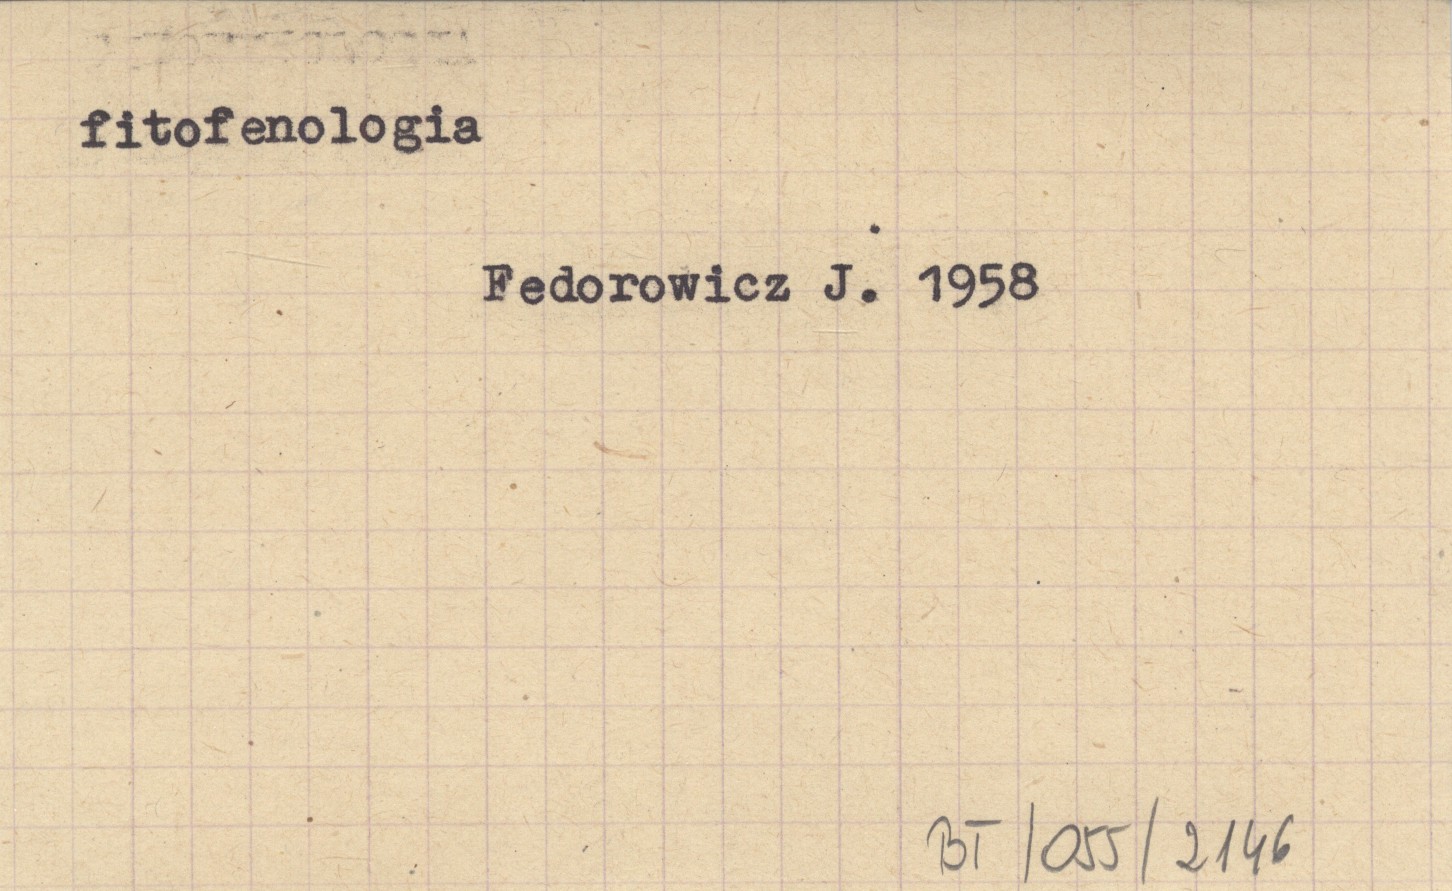 fitofenologia
Fedorowicz J. 1958
BT/055/2146